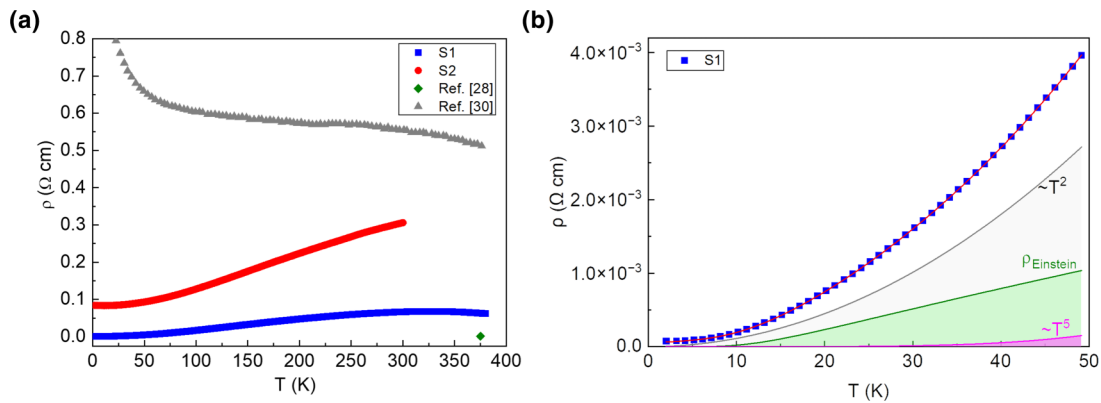 (a)
0.8
0.7
0.6
0.5
0.4
0.3
0.2
0.1
0.0
ρ (Ω cm)
S1
S2
Ref. [28]
Ref. [30]
0 50 100 150 200 250 300 350 400
T (K)
(b)
4.0×10⁻³
3.0×10⁻³
2.0×10⁻³
1.0×10⁻³
0.0
ρ (Ω cm)
S1
~T²
ρEinstein
~T⁵
0 10 20 30 40 50
T (K)